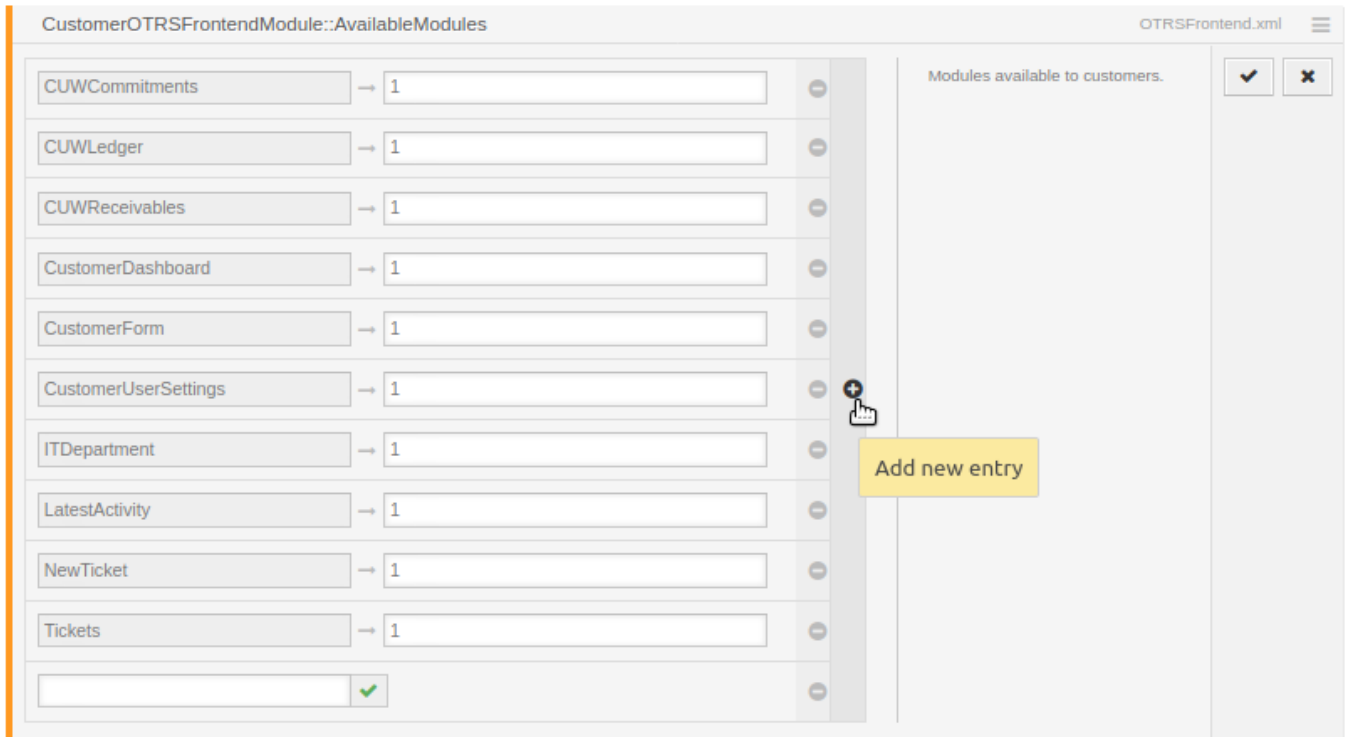 CustomerOTRSFrontendModule::AvailableModules OTRSFrontend.xml
CUWCommitments → 1 Modules available to customers.
CUWLedger → 1
CUWReceivables → 1
CustomerDashboard → 1
CustomerForm → 1
CustomerUserSettings → 1
ITDepartment → 1
Add new entry
LatestActivity → 1
NewTicket → 1
Tickets → 1